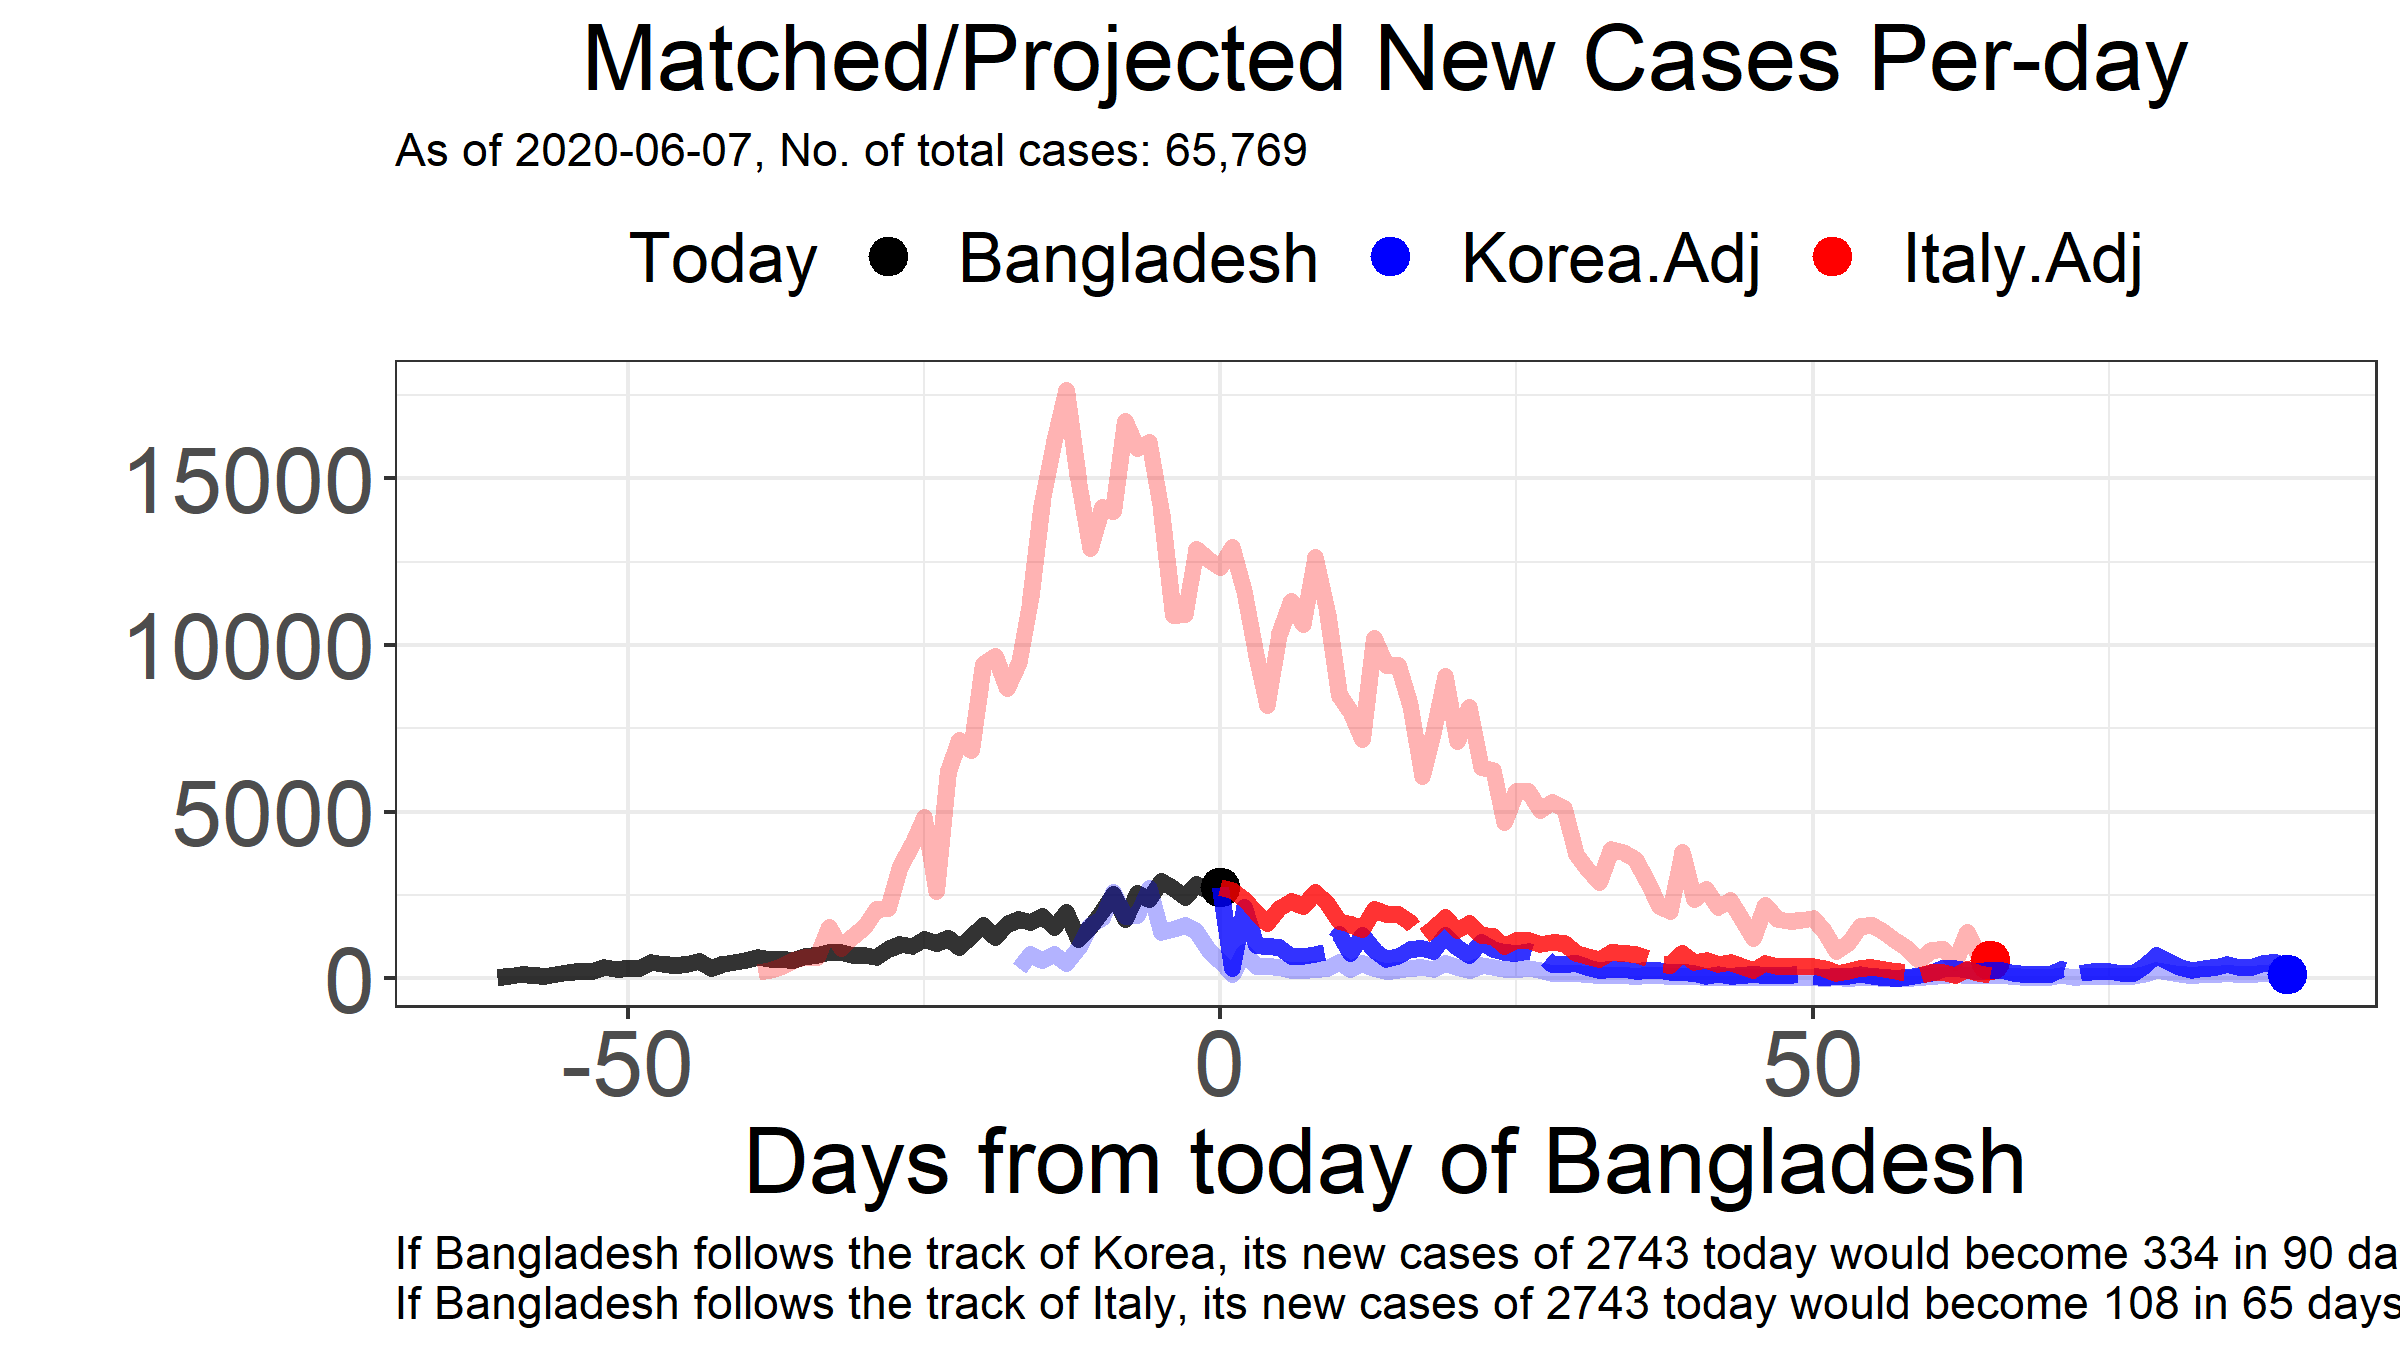 Matched/Projected New Cases Per-day
As of 2020-06-07, No. of total cases: 65,769
Today Bangladesh Korea.Adj Italy.Adj
15000
10000
5000
0
-50 0 50
Days from today of Bangladesh
If Bangladesh follows the track of Korea, its new cases of 2743 today would become 334 in 90 da
If Bangladesh follows the track of Italy, its new cases of 2743 today would become 108 in 65 days